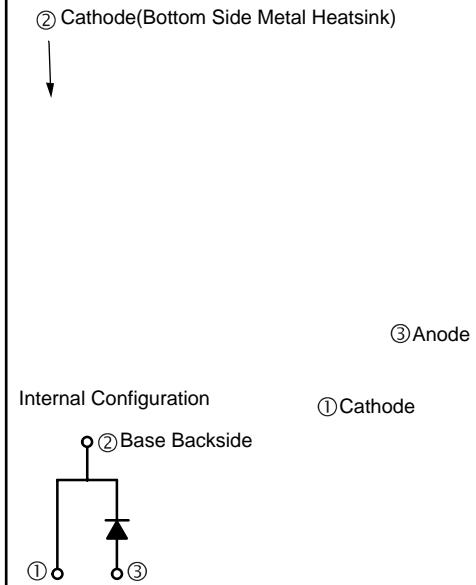 ② Cathode(Bottom Side Metal Heatsink)
③Anode
Internal Configuration
①Cathode
②Base Backside
① ③